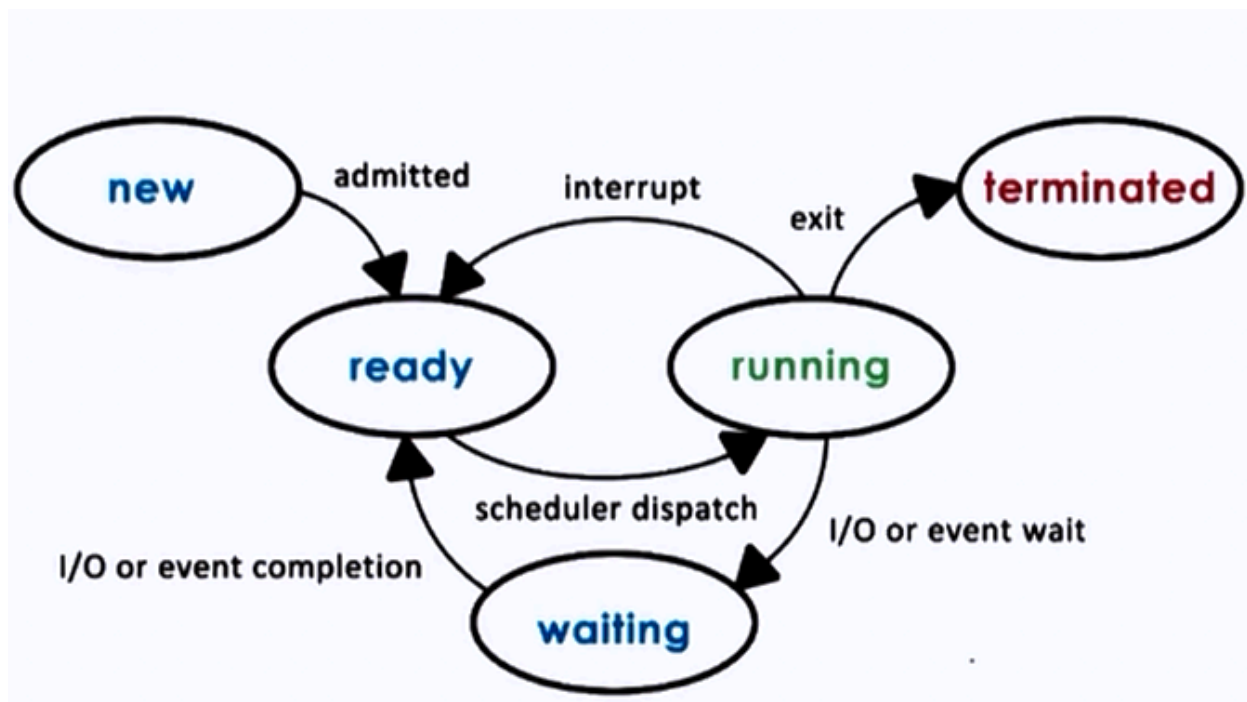 new
admitted
interrupt
exit
terminated
ready
running
scheduler dispatch
I/O or event completion
I/O or event wait
waiting